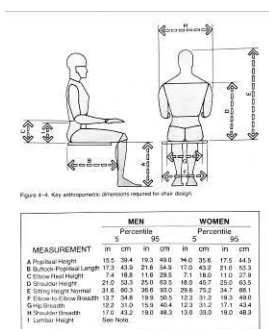 H
E
D
C
I
B
A
F
G
Figure 4-4. Key anthropometric dimensions required for chair design.
MEN WOMEN
Percentile Percentile
5 95 5 95
MEASUREMENT in cm in cm in cm in cm
A Popliteal Height 15.5 39.4 19.3 49.0 14.0 35.6 17.5 44.5
B Buttock-Popliteal Length 17.3 43.9 21.6 54.9 17.0 43.2 21.0 53.3
C Elbow Rest Height 7.4 18.8 11.6 29.5 7.1 18.0 11.0 27.9
D Shoulder Height 21.0 53.3 25.0 63.5 18.0 45.7 25.0 63.5
E Sitting Height Normal 31.6 80.3 36.6 93.0 29.6 75.2 34.7 88.1
F Elbow-to-Elbow Breadth 13.7 34.8 19.9 50.5 12.3 31.2 19.3 49.0
G Hip Breadth 12.2 31.0 15.9 40.4 12.3 31.2 17.1 43.4
H Shoulder Breadth 17.0 43.2 19.0 48.3 13.0 33.0 19.0 48.3
I Lumbar Height See Note.